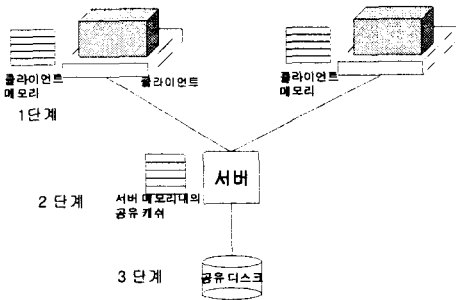 클라이언트
메모리
클라이언트
클라이언트
메모리
1단계
서버
2 단계
서버 메모리내의
공유 캐쉬
3 단계
공유 디스크